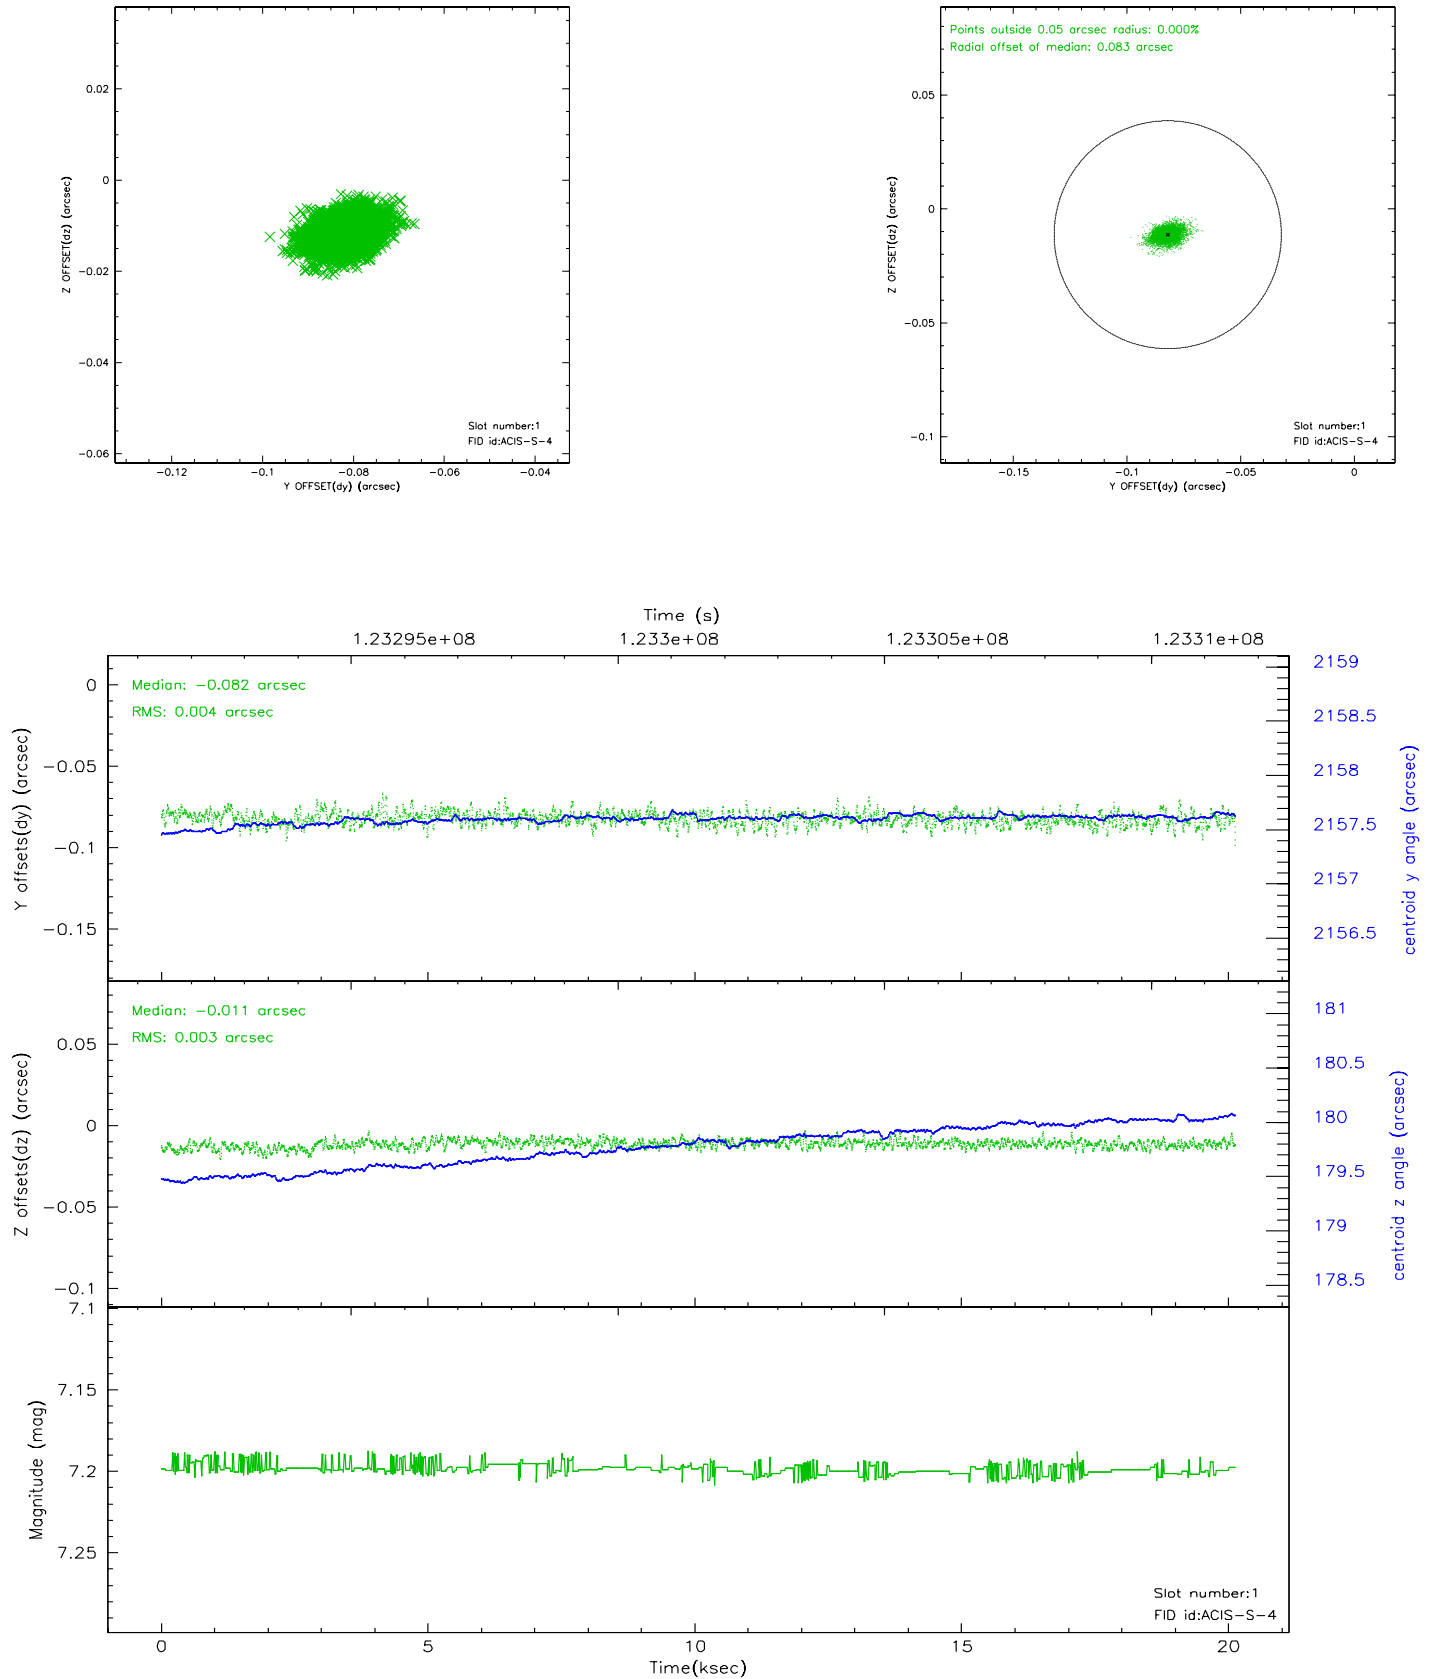 Points outside 0.05 arcsec radius: 0.000%
Radial offset of median: 0.083 arcsec
0.02
0
−0.02
−0.04
−0.06
Z OFFSET(dz) (arcsec)
Slot number:1
FID id:ACIS−S−4
−0.12
−0.1
−0.08
−0.06
−0.04
Y OFFSET(dy) (arcsec)
0.05
0
−0.05
−0.1
Z OFFSET(dz) (arcsec)
Slot number:1
FID id:ACIS−S−4
−0.15
−0.1
−0.05
0
Y OFFSET(dy) (arcsec)
Time (s)
1.23295e+08
1.233e+08
1.23305e+08
1.2331e+08
Median: −0.082 arcsec
RMS: 0.004 arcsec
0
−0.05
−0.1
−0.15
Y offsets(dy) (arcsec)
2159
2158.5
2158
2157.5
2157
2156.5
centroid y angle (arcsec)
Median: −0.011 arcsec
RMS: 0.003 arcsec
0.05
0
−0.05
−0.1
Z offsets(dz) (arcsec)
181
180.5
180
179.5
179
178.5
centroid z angle (arcsec)
7.1
7.15
7.2
7.25
Magnitude (mag)
Slot number:1
FID id:ACIS−S−4
0
5
10
15
20
Time(ksec)